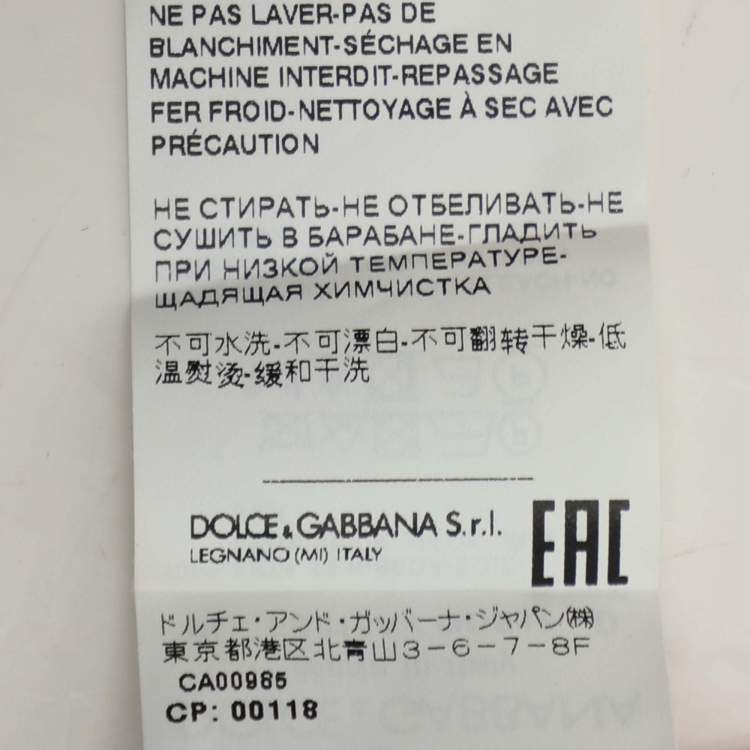 NE PAS LAVER-PAS DE
BLANCHIMENT-SÉCHAGE EN
MACHINE INTERDIT-REPASSAGE
FER FROID-NETTOYAGE À SEC AVEC
PRÉCAUTION
НЕ СТИРАТЬ-НЕ ОТБЕЛИВАТЬ-НЕ
СУШИТЬ В БАРАБАНЕ-ГЛАДИТЬ
ПРИ НИЗКОЙ ТЕМПЕРАТУРЕ-
ЩАДЯЩАЯ ХИМЧИСТКА
不可水洗-不可漂白-不可翻转干燥-低
温熨烫-缓和干洗
DOLCE & GABBANA S.r.l.
LEGNANO (MI) ITALY
EAC
ドルチェ・アンド・ガッバーナ・ジャパン㈱
東京都港区北青山3-6-7-8F
CA00985
CP: 00118